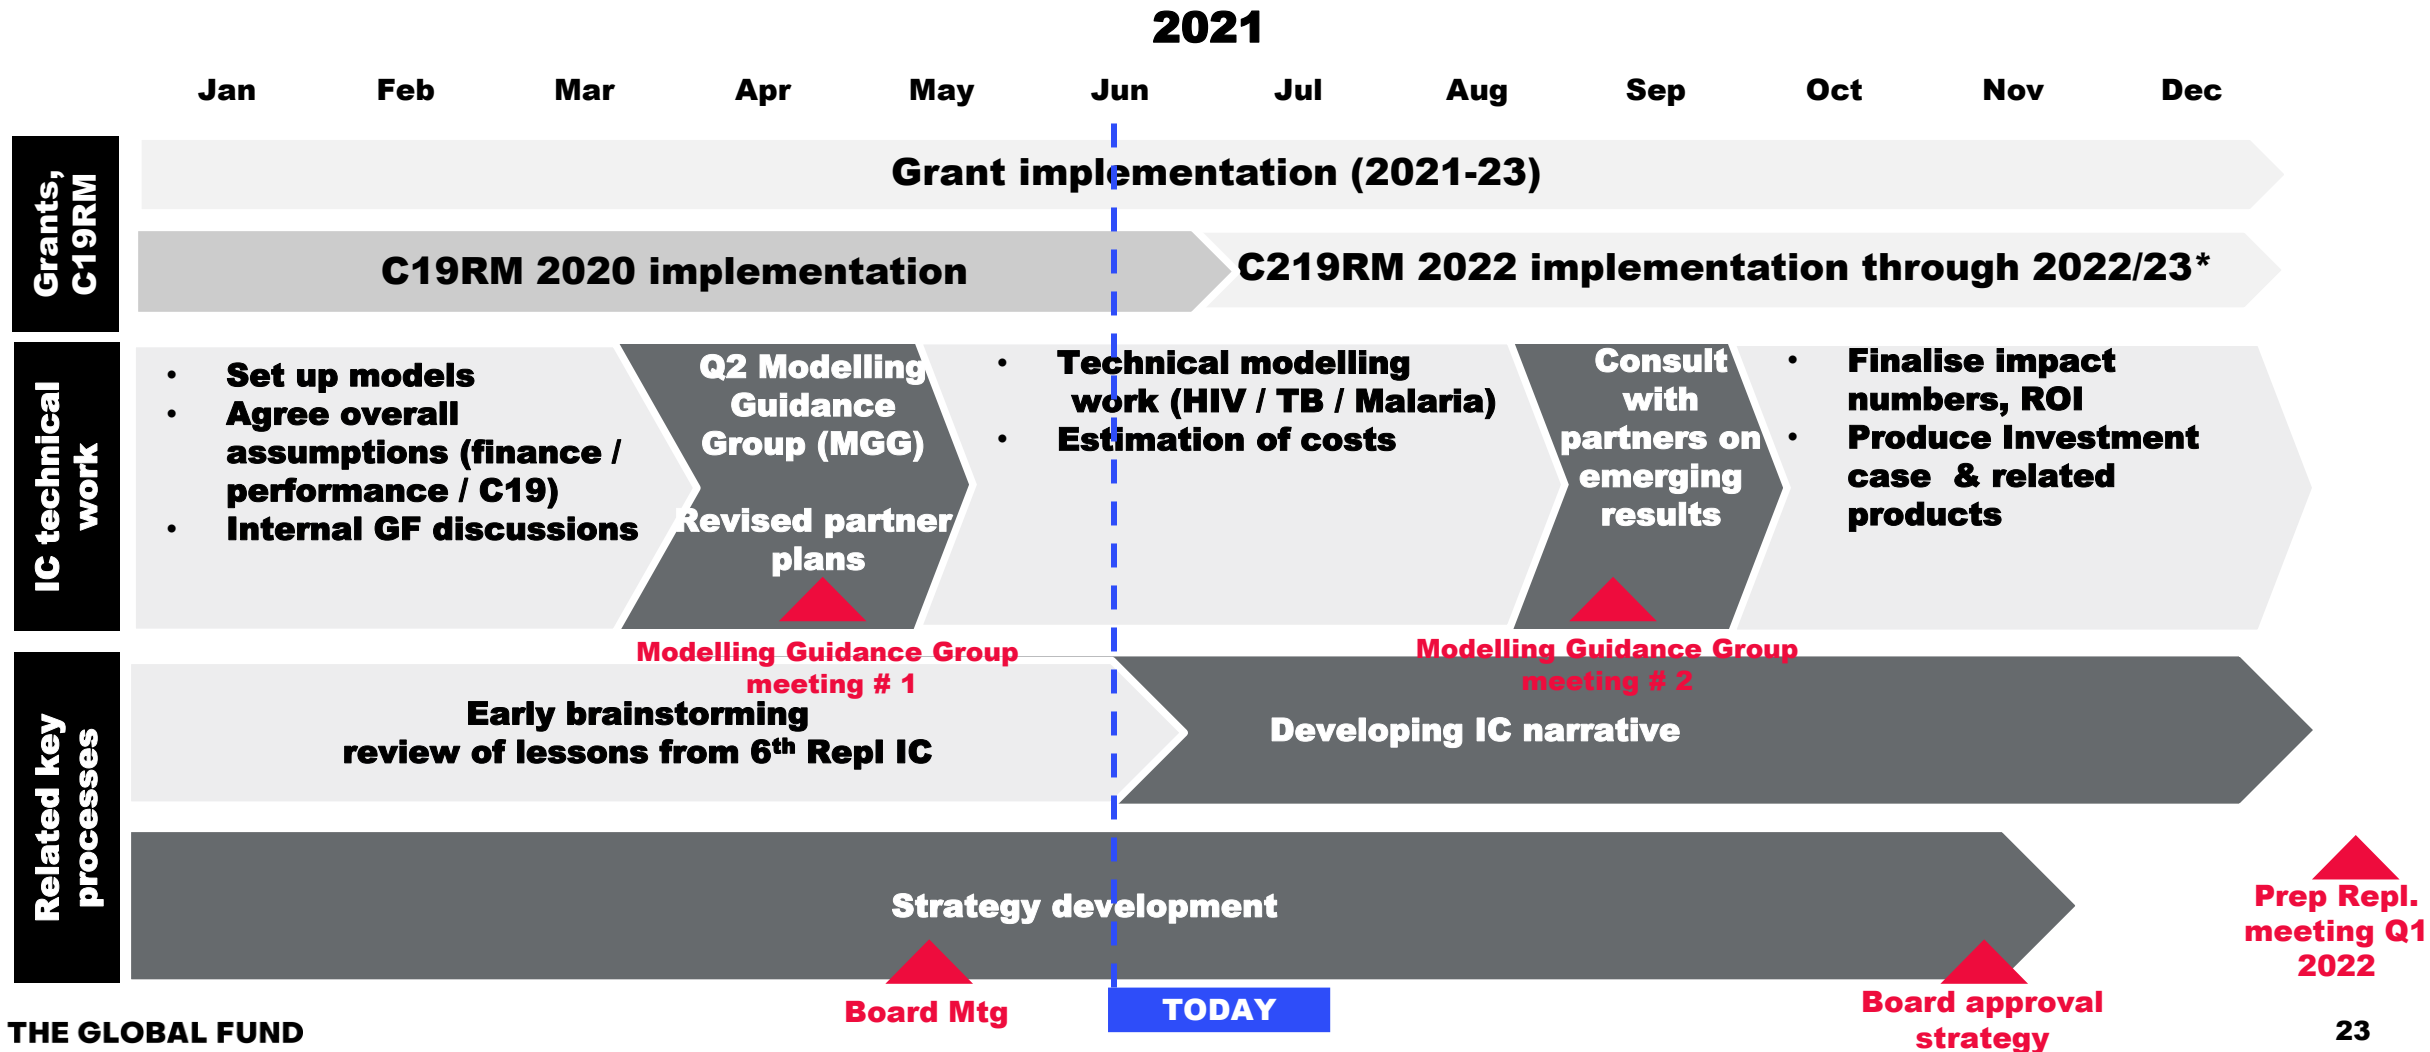 2021
Jan Feb Mar Apr May Jun Jul Aug Sep Oct Nov Dec
Grants,
C19RM
Grant implementation (2021-23)
C19RM 2020 implementation
C219RM 2022 implementation through 2022/23*
IC technical
work
• Set up models
• Agree overall
assumptions (finance /
performance / C19)
• Internal GF discussions
Q2 Modelling
Guidance
Group (MGG)
Revised partner
plans
Modelling Guidance Group
meeting # 1
• Technical modelling
work (HIV / TB / Malaria)
• Estimation of costs
Consult
with
partners on
emerging
results
Modelling Guidance Group
meeting # 2
• Finalise impact
numbers, ROI
• Produce Investment
case & related
products
Related key
processes
Early brainstorming
review of lessons from 6th Repl IC
Developing IC narrative
Strategy development
Board Mtg
TODAY
Board approval
strategy
Prep Repl.
meeting Q1
2022
THE GLOBAL FUND
23